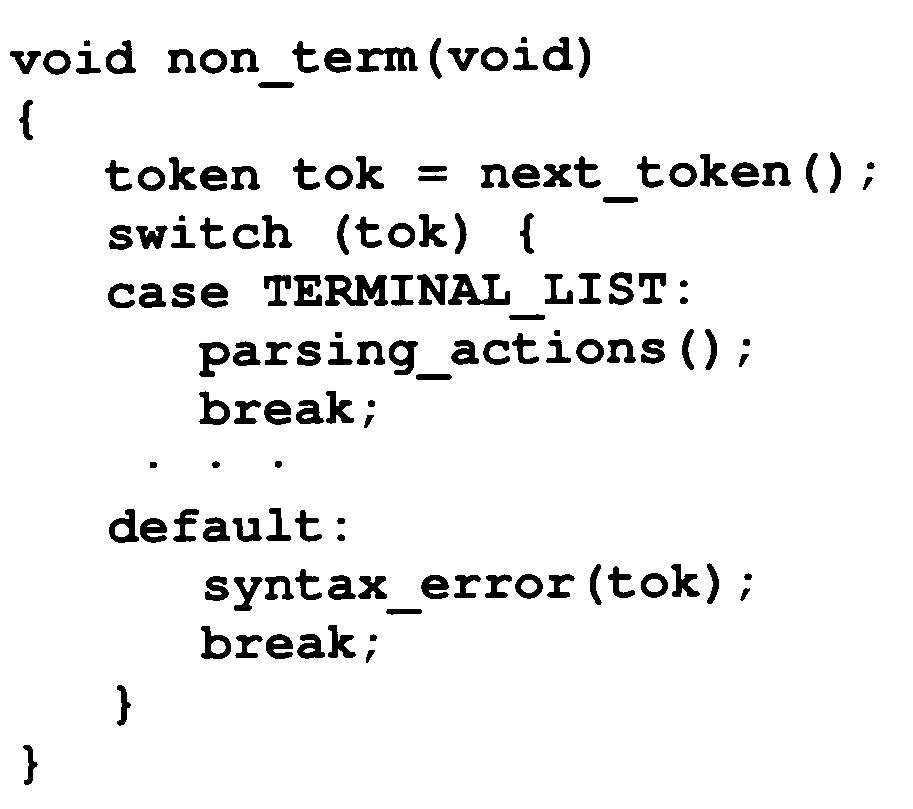 void non_term(void)
{
token tok = next_token();
switch (tok) {
case TERMINAL_LIST:
parsing_actions();
break;
. . .
default:
syntax_error(tok);
break;
}
}